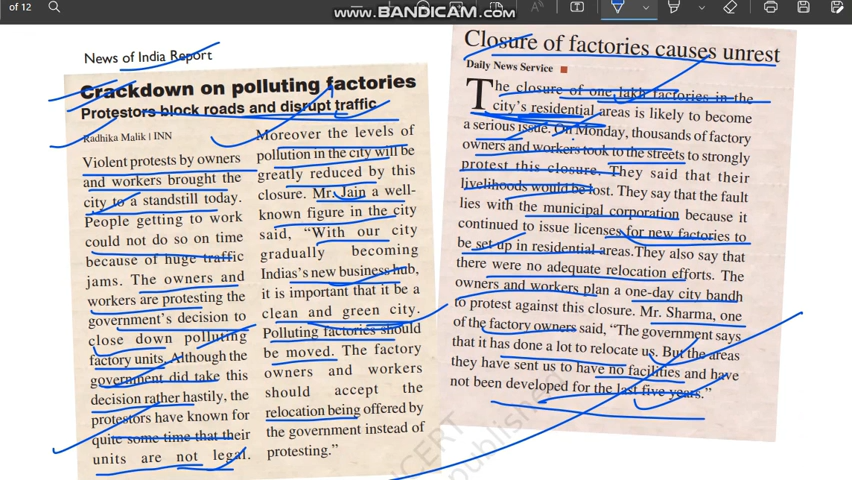 of 12
www.BANDICAM.com
News of India Report
Crackdown on polluting factories
Protestors block roads and disrupt traffic
Radhika Malik | INN
Violent protests by owners
and workers brought the
city to a standstill today.
People getting to work
could not do so on time
because of huge traffic
jams. The owners and
workers are protesting the
government's decision to
close down polluting
factory units. Although the
government did take this
decision rather hastily, the
protestors have known for
quite some time that their
units are not legal.
Moreover the levels of
pollution in the city will be
greatly reduced by this
closure. Mr. Jain a well-
known figure in the city
said, “With our city
gradually becoming
Indias's new business hub,
it is important that it be a
clean and green city.
Polluting factories should
be moved. The factory
owners and workers
should accept the
relocation being offered by
the government instead of
protesting.”
Closure of factories causes unrest
Daily News Service
The closure of one lakh factories in the
city's residential areas is likely to become
a serious issue. On Monday, thousands of factory
owners and workers took to the streets to strongly
protest this closure. They said that their
livelihoods would be lost. They say that the fault
lies with the municipal corporation because it
continued to issue licenses for new factories to
be set up in residential areas.They also say that
there were no adequate relocation efforts. The
owners and workers plan a one-day city bandh
to protest against this closure. Mr. Sharma, one
of the factory owners said, “The government says
that it has done a lot to relocate us. But the areas
they have sent us to have no facilities and have
not been developed for the last five years.”